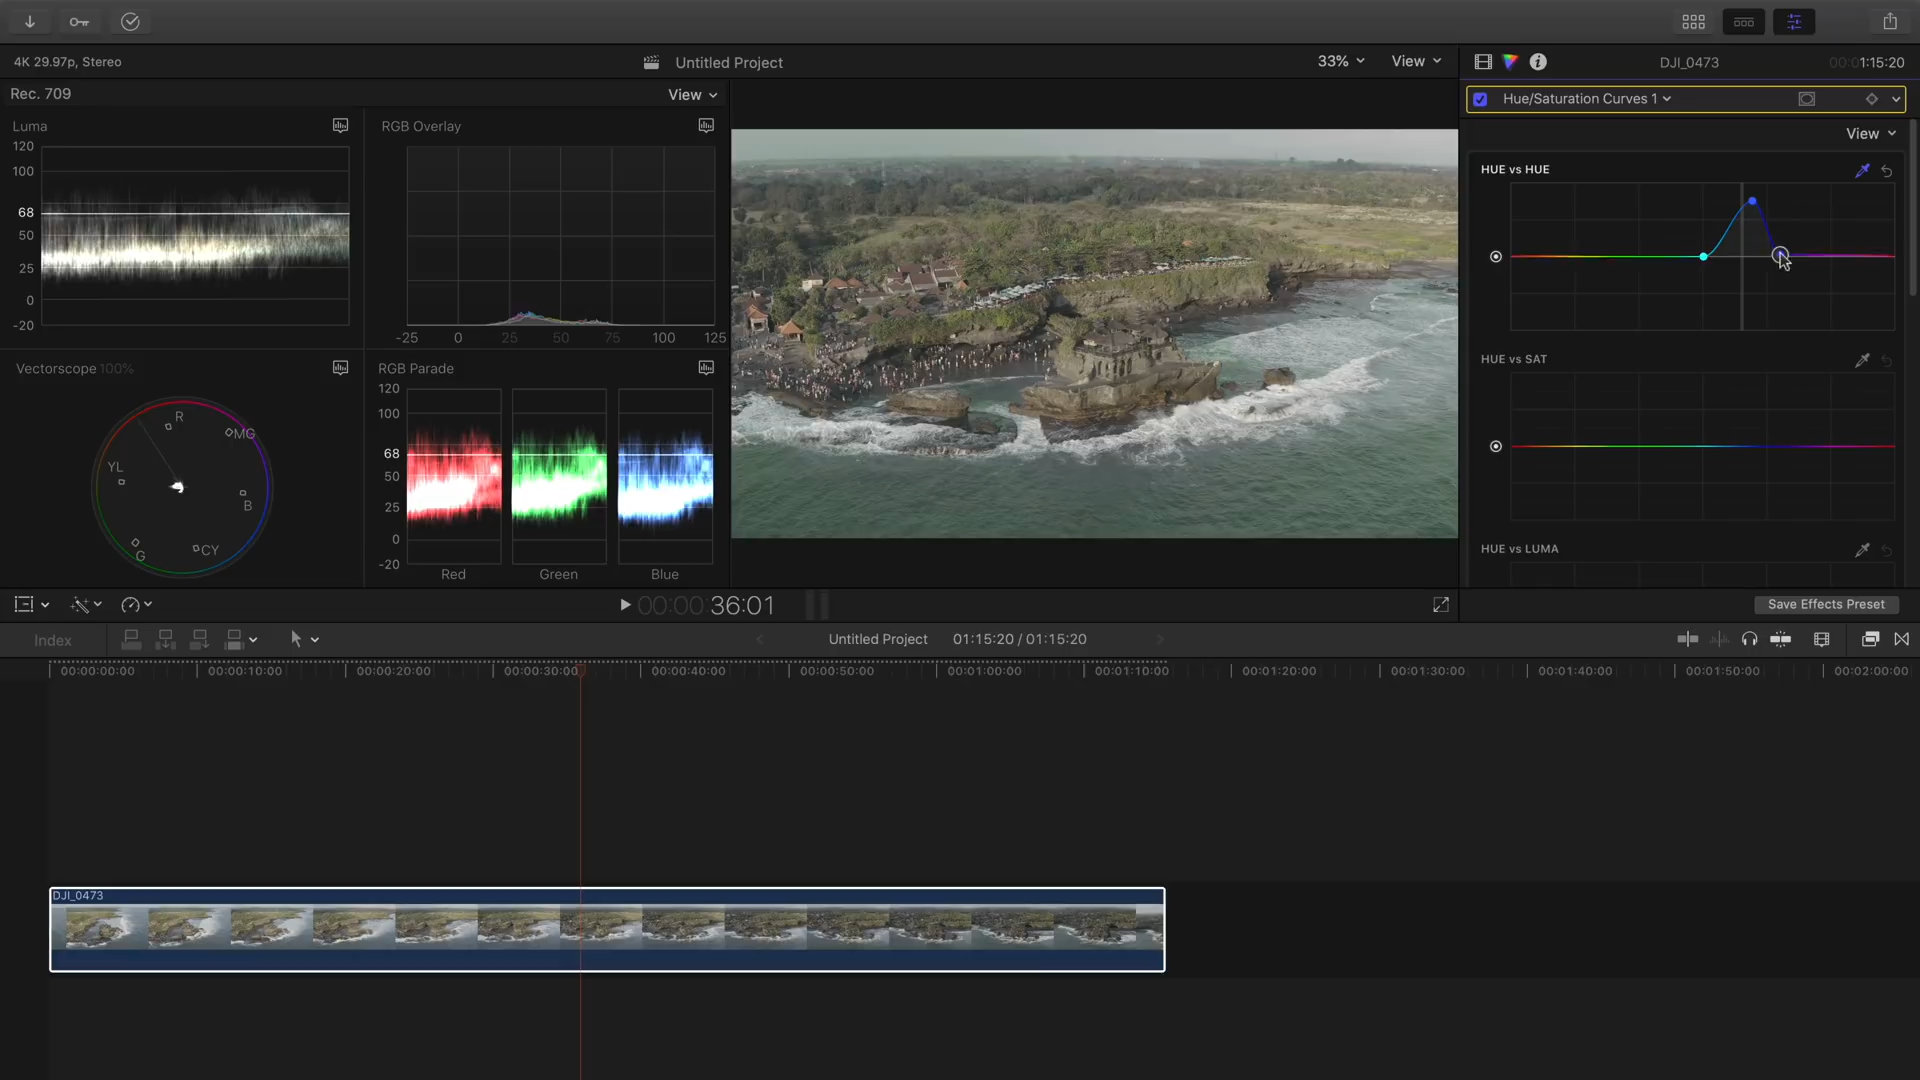 4K 29.97p, Stereo
Untitled Project
33%
View
DJI_0473
00:01:15:20
Rec. 709
View
Hue/Saturation Curves 1
View
Luma
120
100
68
50
25
0
-20
RGB Overlay
-25
0
25
50
75
100
125
HUE vs HUE
HUE vs SAT
HUE vs LUMA
Vectorscope 100%
R
MG
YL
B
G
CY
RGB Parade
120
100
68
50
25
0
-20
Red
Green
Blue
00:00:36:01
Save Effects Preset
Index
Untitled Project
01:15:20 / 01:15:20
00:00:00:00
00:00:10:00
00:00:20:00
00:00:30:00
00:00:40:00
00:00:50:00
00:01:00:00
00:01:10:00
00:01:20:00
00:01:30:00
00:01:40:00
00:01:50:00
00:02:00:00
DJI_0473